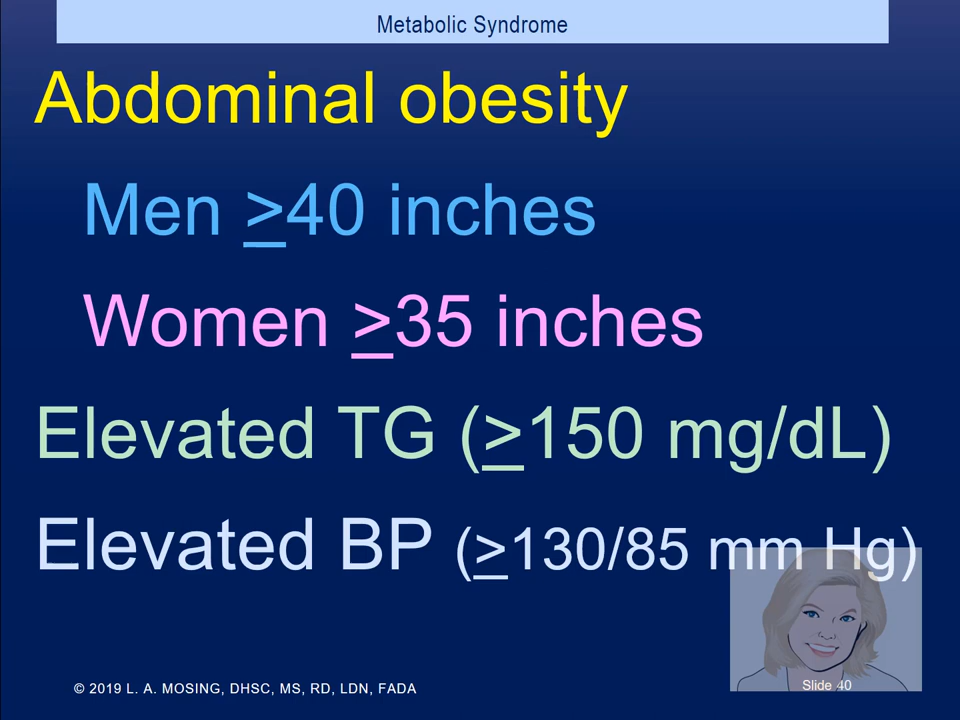 Metabolic Syndrome
Abdominal obesity
Men ≥40 inches
Women ≥35 inches
Elevated TG (≥150 mg/dL)
Elevated BP (≥130/85 mm Hg)
© 2019 L. A. MOSING, DHSC, MS, RD, LDN, FADA
Slide 40